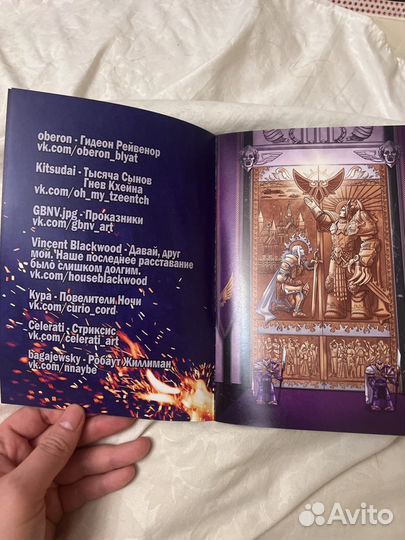 oberon - Гидеон Рейвенор
vk.com/oberon_blyat
Kitsudai - Тысяча Сынов
Гнев Кхейна
vk.com/oh_my_tzeentch
GBNV.jpg - Проказники
vk.com/gbnv_art
Vincent Blackwood - Давай, друг
мой. Наше последнее расставание
было слишком долгим.
vk.com/houseblackwood
Кура - Повелители Ночи
vk.com/curio_cord
Celerati - Стриксис
vk.com/celerati_art
bagajewsky - Робаут Жиллиман!
vk.com/nnaybe
Avito